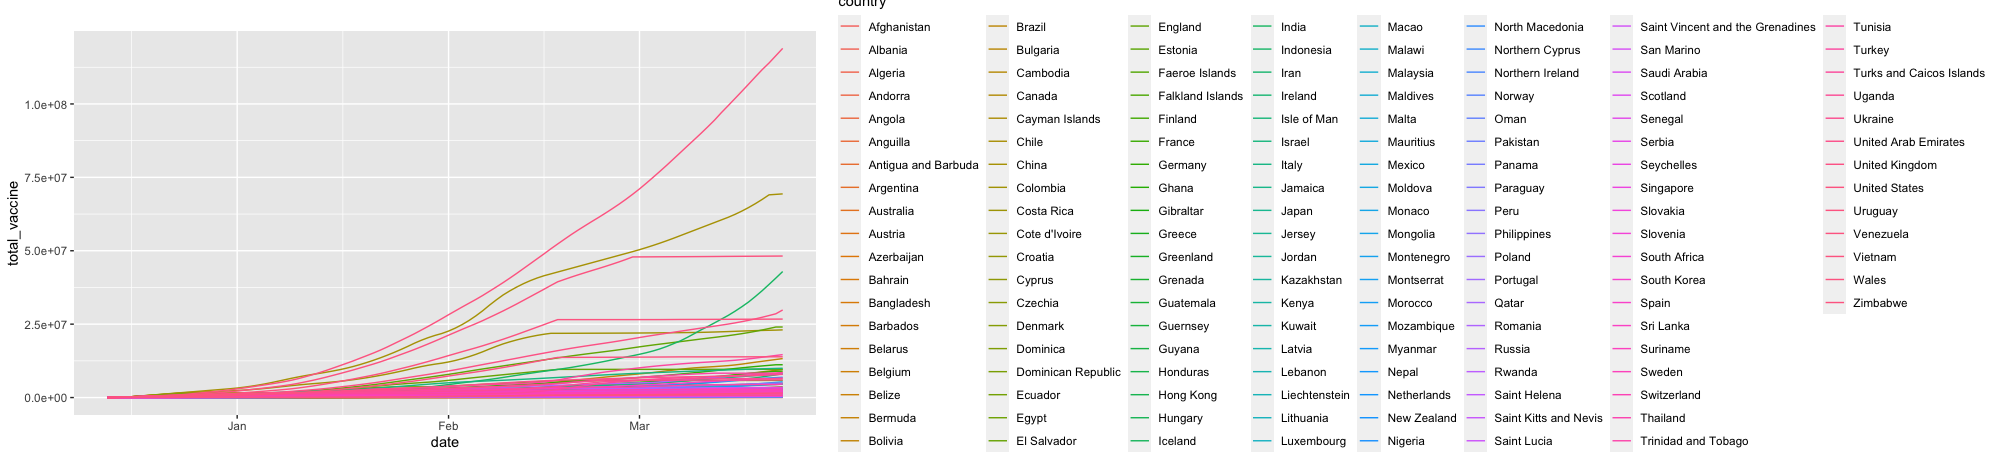 country
total_vaccine
1.0e+08
7.5e+07
5.0e+07
2.5e+07
0.0e+00
Jan
Feb
Mar
date
Afghanistan
Albania
Algeria
Andorra
Angola
Anguilla
Antigua and Barbuda
Argentina
Australia
Austria
Azerbaijan
Bahrain
Bangladesh
Barbados
Belarus
Belgium
Belize
Bermuda
Bolivia
Brazil
Bulgaria
Cambodia
Canada
Cayman Islands
Chile
China
Colombia
Costa Rica
Cote d'Ivoire
Croatia
Cyprus
Czechia
Denmark
Dominica
Dominican Republic
Ecuador
Egypt
El Salvador
England
Estonia
Faeroe Islands
Falkland Islands
Finland
France
Germany
Ghana
Gibraltar
Greece
Greenland
Grenada
Guatemala
Guernsey
Guyana
Honduras
Hong Kong
Hungary
Iceland
India
Indonesia
Iran
Ireland
Isle of Man
Israel
Italy
Jamaica
Japan
Jersey
Jordan
Kazakhstan
Kenya
Kuwait
Latvia
Lebanon
Liechtenstein
Lithuania
Luxembourg
Macao
Malawi
Malaysia
Maldives
Malta
Mauritius
Mexico
Moldova
Monaco
Mongolia
Montenegro
Montserrat
Morocco
Mozambique
Myanmar
Nepal
Netherlands
New Zealand
Nigeria
North Macedonia
Northern Cyprus
Northern Ireland
Norway
Oman
Pakistan
Panama
Paraguay
Peru
Philippines
Poland
Portugal
Qatar
Romania
Russia
Rwanda
Saint Helena
Saint Kitts and Nevis
Saint Lucia
Saint Vincent and the Grenadines
San Marino
Saudi Arabia
Scotland
Senegal
Serbia
Seychelles
Singapore
Slovakia
Slovenia
South Africa
South Korea
Spain
Sri Lanka
Suriname
Sweden
Switzerland
Thailand
Trinidad and Tobago
Tunisia
Turkey
Turks and Caicos Islands
Uganda
Ukraine
United Arab Emirates
United Kingdom
United States
Uruguay
Venezuela
Vietnam
Wales
Zimbabwe